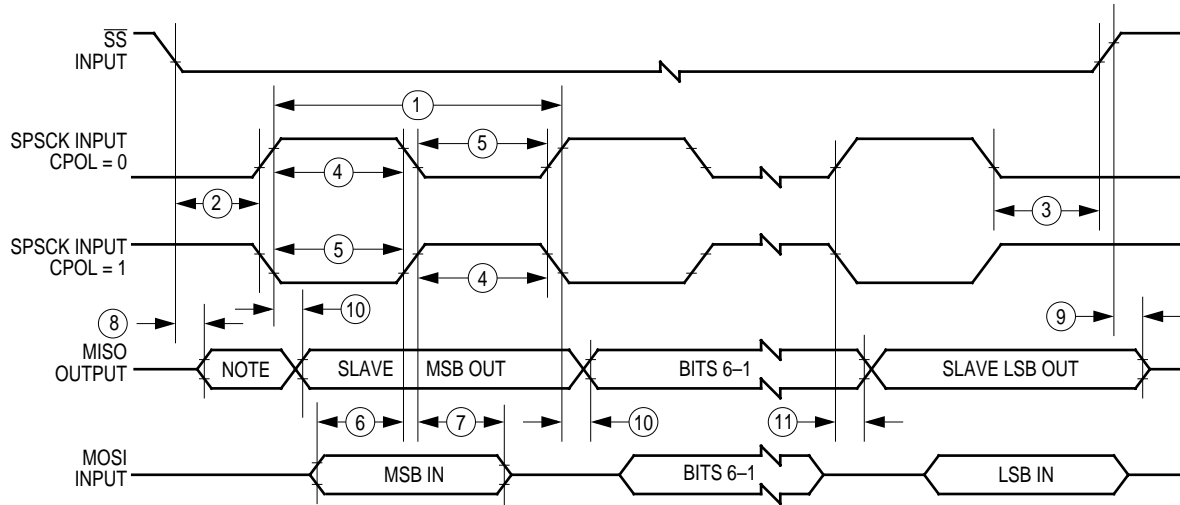 SS
INPUT
1
SPSCK INPUT
CPOL = 0
5
4
2
3
SPSCK INPUT
CPOL = 1
5
4
8
10
9
MISO
OUTPUT
NOTE
SLAVE MSB OUT
BITS 6–1
SLAVE LSB OUT
6
7
10
11
MOSI
INPUT
MSB IN
BITS 6–1
LSB IN